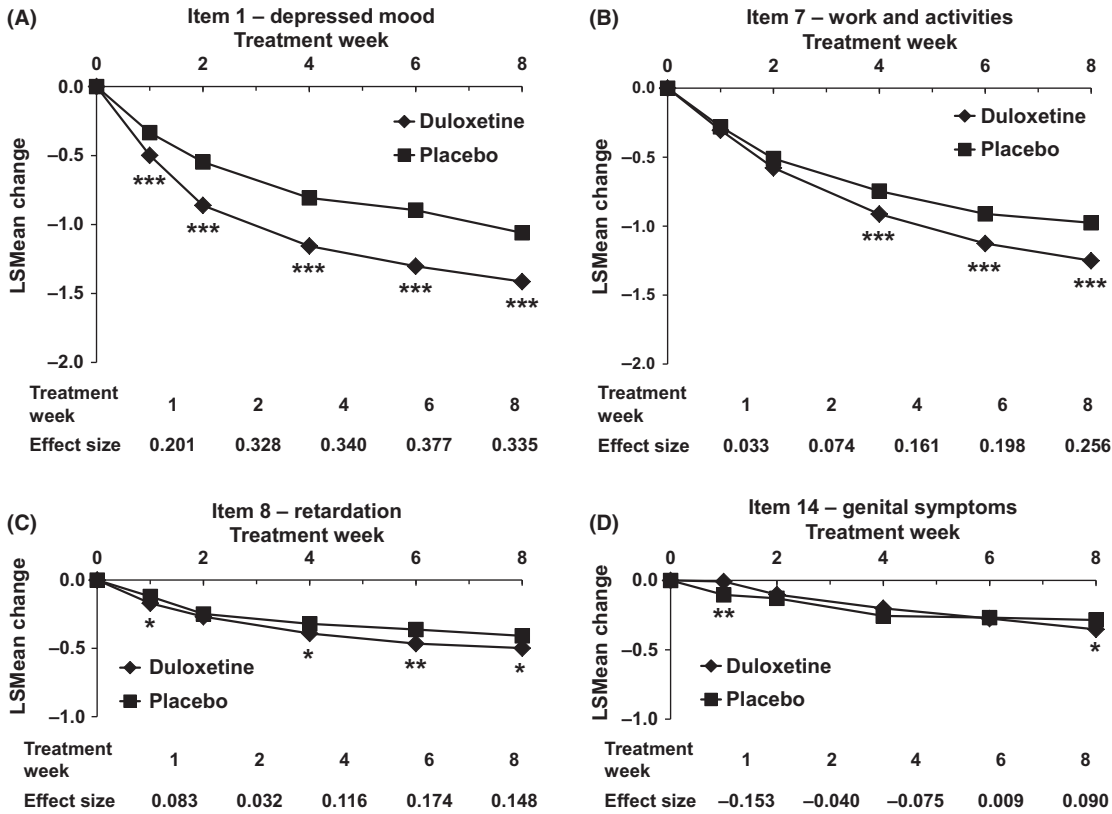 (A)
Item 1 – depressed mood
Treatment week
0 2 4 6 8
0.0
–0.5
–1.0
–1.5
–2.0
LSMean change
Duloxetine
Placebo
***
***
***
***
***
Treatment week
1 2 4 6 8
Effect size 0.201 0.328 0.340 0.377 0.335
(B)
Item 7 – work and activities
Treatment week
0 2 4 6 8
0.0
–0.5
–1.0
–1.5
–2.0
LSMean change
Duloxetine
Placebo
***
***
***
Treatment week
1 2 4 6 8
Effect size 0.033 0.074 0.161 0.198 0.256
(C)
Item 8 – retardation
Treatment week
0 2 4 6 8
0.0
–0.5
–1.0
LSMean change
*
*
**
*
Duloxetine
Placebo
Treatment week
1 2 4 6 8
Effect size 0.083 0.032 0.116 0.174 0.148
(D)
Item 14 – genital symptoms
Treatment week
0 2 4 6 8
0.0
–0.5
–1.0
LSMean change
**
*
Duloxetine
Placebo
Treatment week
1 2 4 6 8
Effect size –0.153 –0.040 –0.075 0.009 0.090